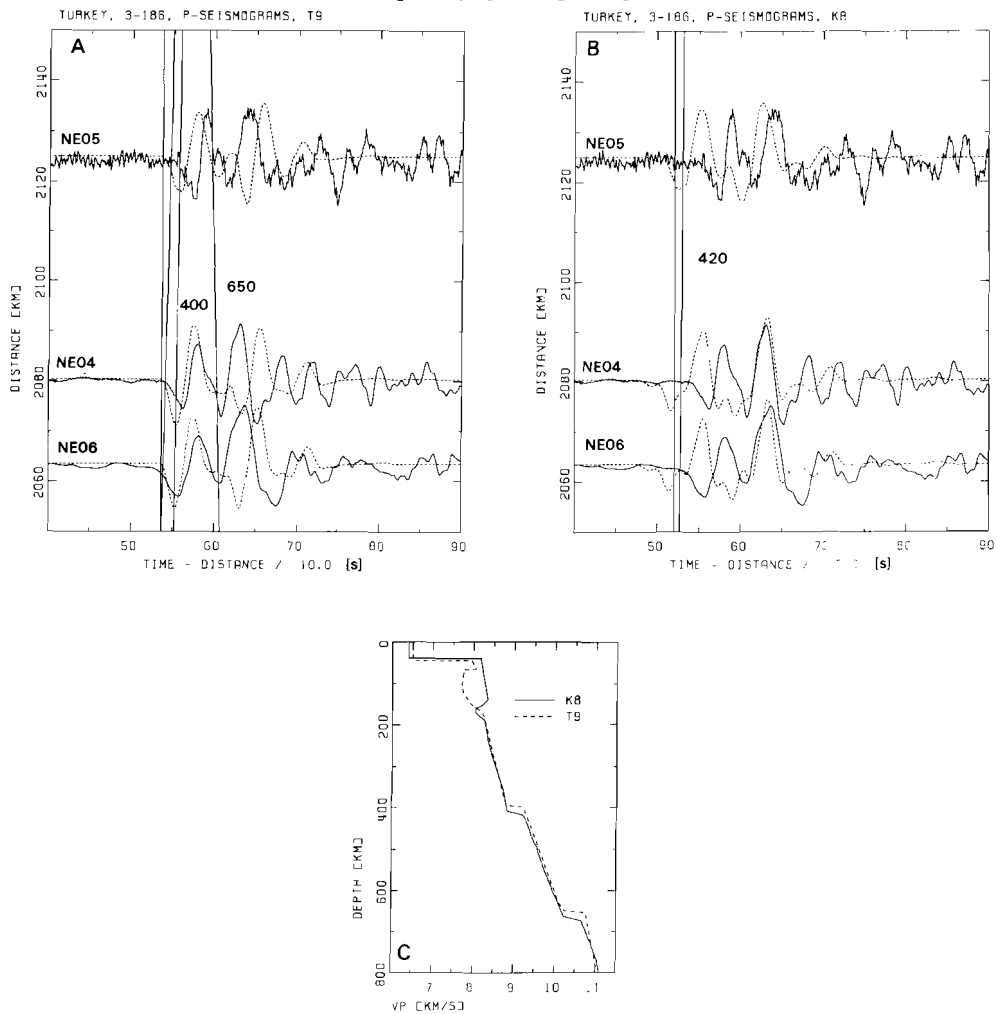 TURKEY, 3-186, P-SEISMOGRAMS, T9
A
NE05
NE04
NE06
400
650
2140
2120
2100
2080
2060
DISTANCE [KM]
50 60 70 80 90
TIME - DISTANCE / 10.0 [s]
TURKEY, 3-186, P-SEISMOGRAMS, K8
B
NE05
NE04
NE06
420
2140
2120
2100
2080
2060
DISTANCE [KM]
50 60 70 80 90
TIME - DISTANCE / [s]
K8
T9
0
200
400
600
800
DEPTH [KM]
C
7 8 9 10
VP [KM/S]